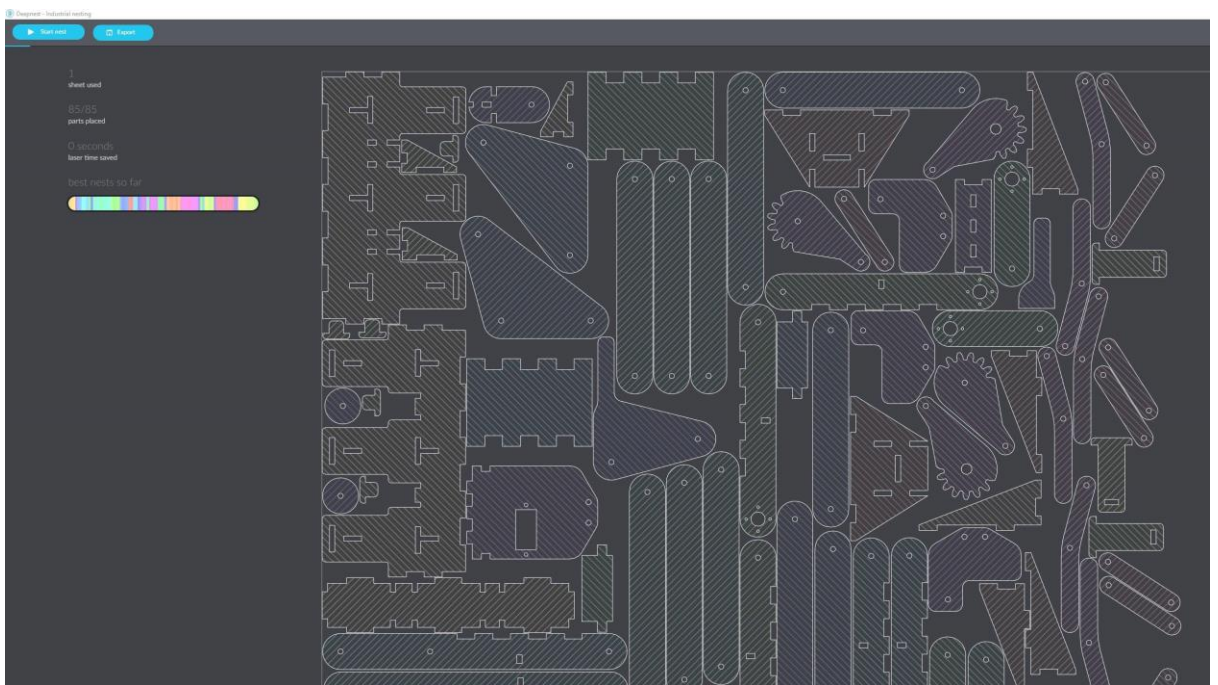 Deepnest - Industrial nesting
Start nest
Export
1
sheet used
85/85
parts placed
0 seconds
laser time saved
best nests so far